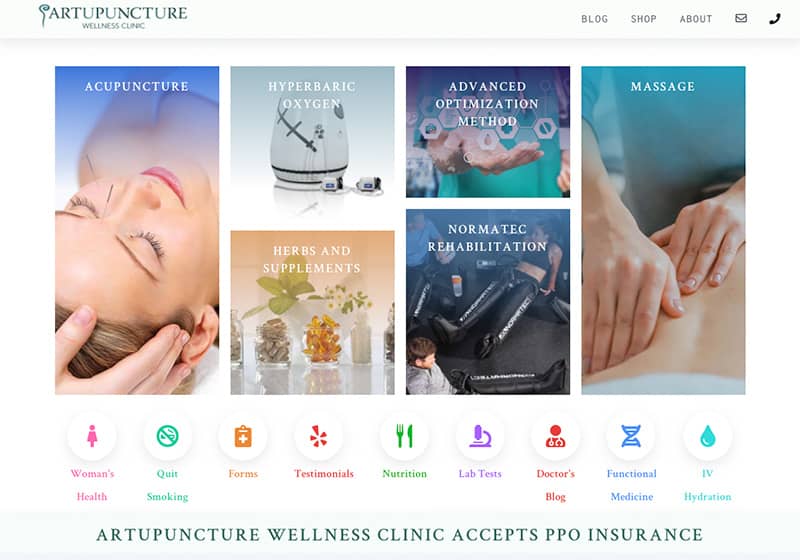 ARTUPUNCTURE
WELLNESS CLINIC
BLOG
SHOP
ABOUT
ACUPUNCTURE
HYPERBARIC
OXYGEN
ADVANCED
OPTIMIZATION
METHOD
MASSAGE
NORMATEC
REHABILITATION
HERBS AND
SUPPLEMENTS
Woman's
Health
Quit
Smoking
Forms
Testimonials
Nutrition
Lab Tests
Doctor's
Blog
Functional
Medicine
IV
Hydration
ARTUPUNCTURE WELLNESS CLINIC ACCEPTS PPO INSURANCE